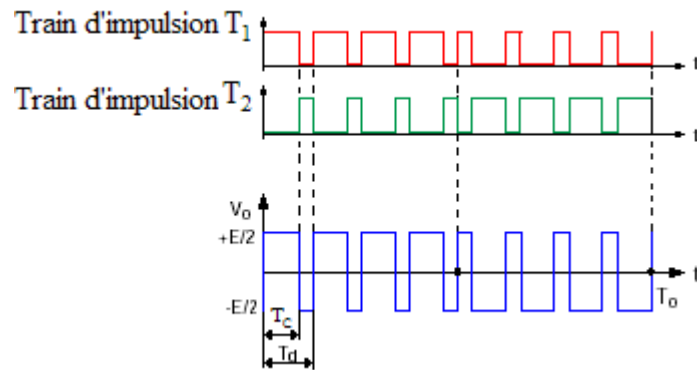 Train d'impulsion T1
t
Train d'impulsion T2
t
Vo
+E/2
t
To
-E/2
Tc
Td